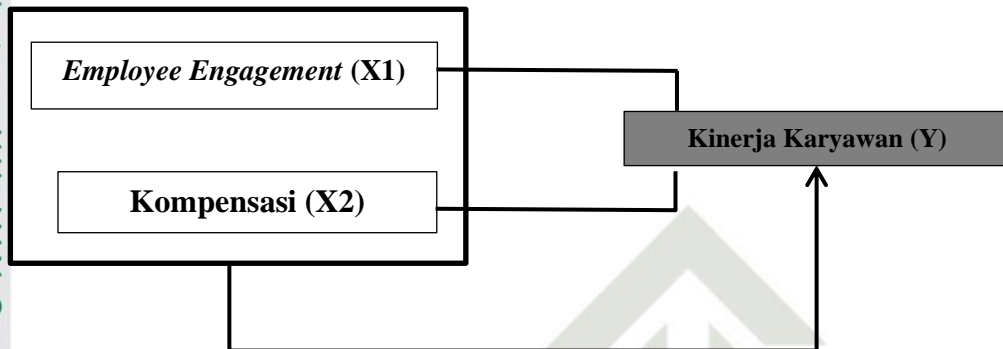 Employee Engagement (X1)
Kinerja Karyawan (Y)
Kompensasi (X2)